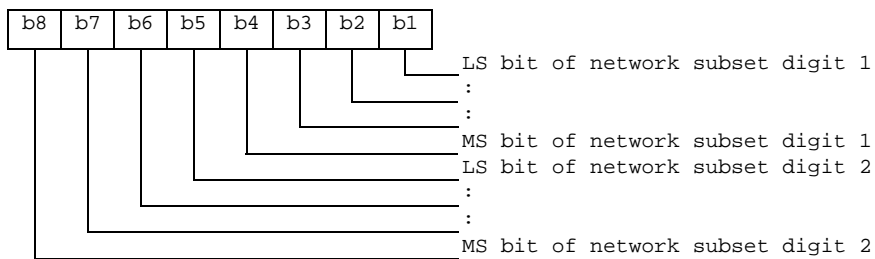 b8 b7 b6 b5 b4 b3 b2 b1
LS bit of network subset digit 1
:
:
MS bit of network subset digit 1
LS bit of network subset digit 2
:
:
MS bit of network subset digit 2